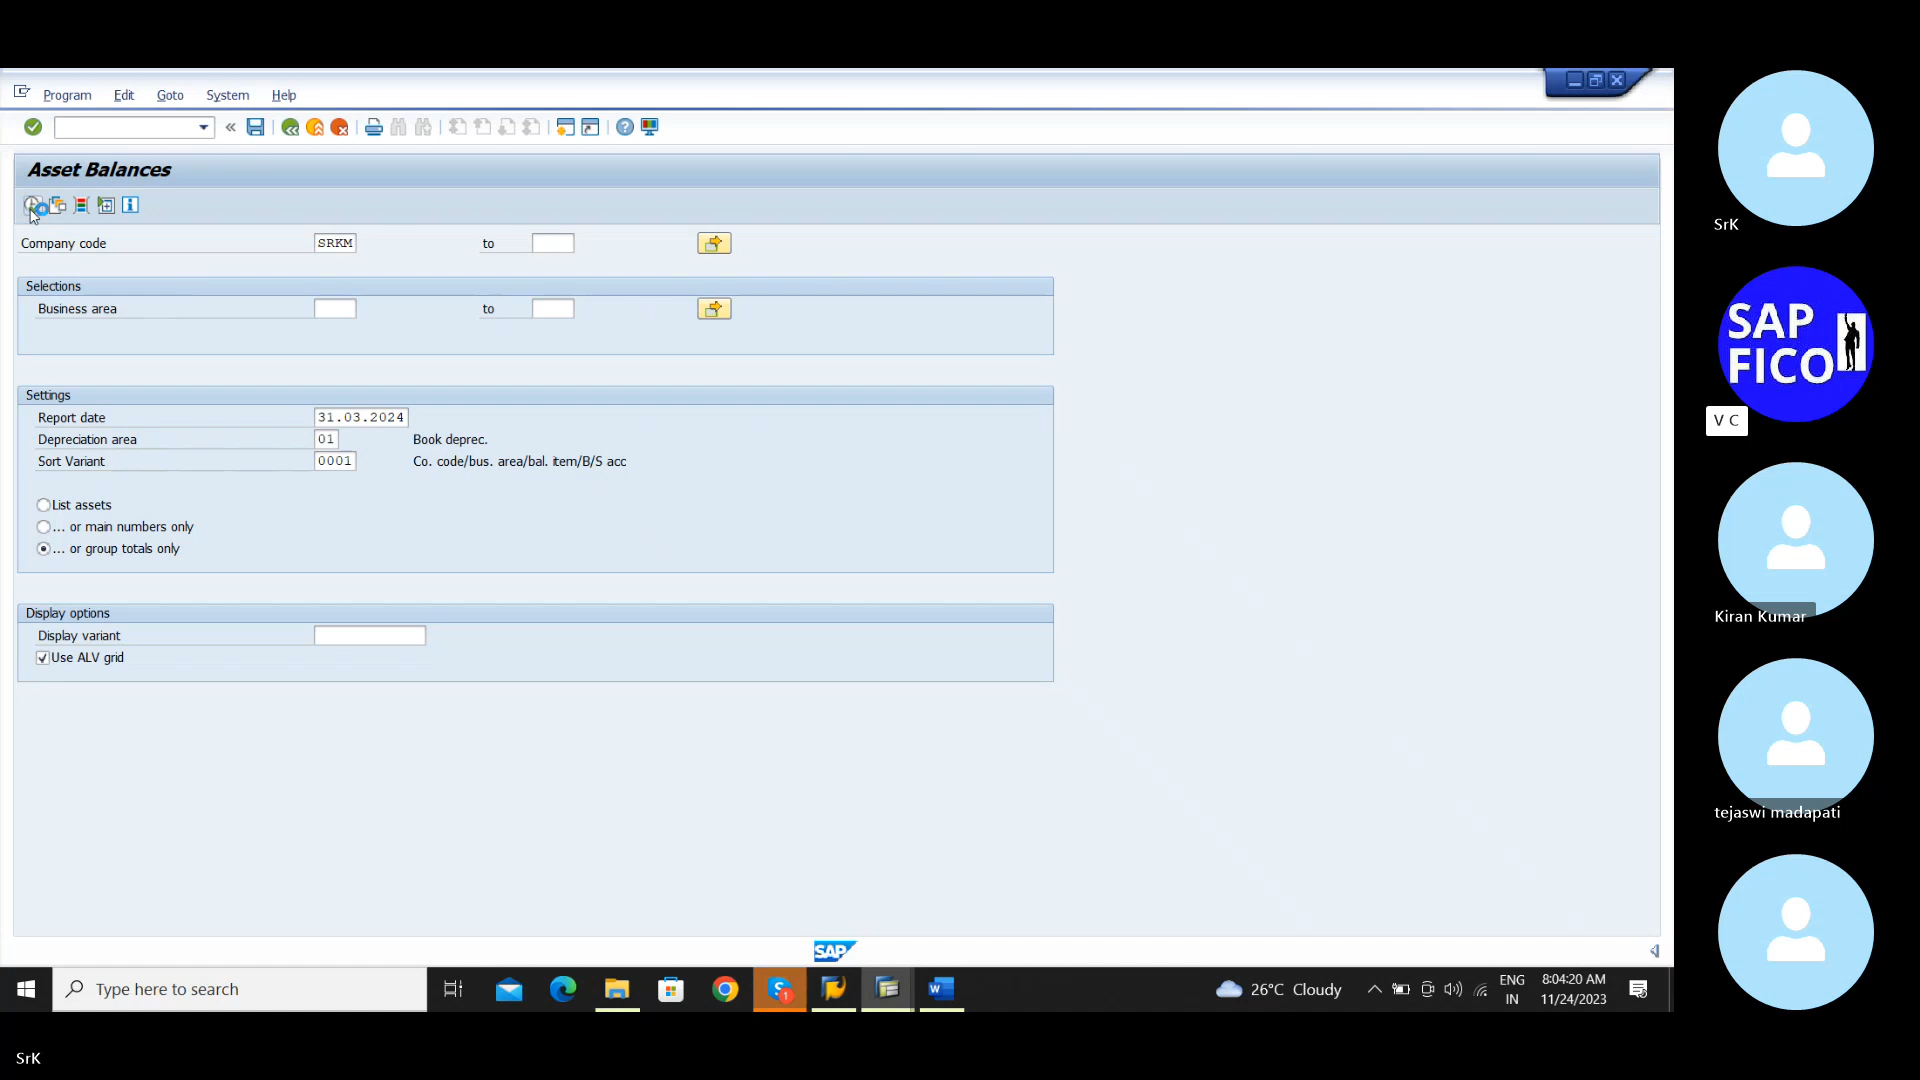 Program Edit Goto System Help
Asset Balances
Company code SRKM to
Selections
Business area to
Settings
Report date 31.03.2024
Depreciation area 01 Book deprec.
Sort Variant 0001 Co. code/bus. area/bal. item/B/S acc
List assets
... or main numbers only
... or group totals only
Display options
Display variant
Use ALV grid
SAP
Type here to search
26°C Cloudy
ENG
IN
8:04:20 AM
11/24/2023
SrK
SAP
FICO
V C
Kiran Kumar
tejaswi madapati
SrK